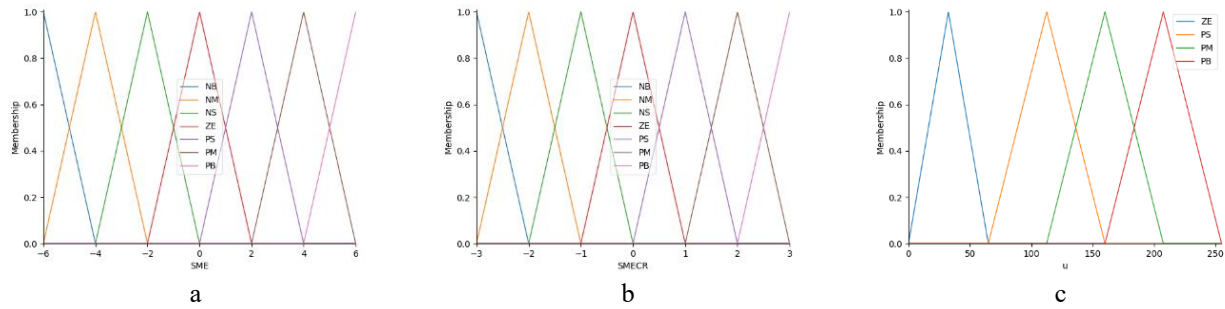 1.0
0.8
0.6
0.4
0.2
0.0
Membership
−6 −4 −2 0 2 4 6
SME
NB
NM
NS
ZE
PS
PM
PB
a
1.0
0.8
0.6
0.4
0.2
0.0
Membership
−3 −2 −1 0 1 2 3
SMECR
NB
NM
NS
ZE
PS
PM
PB
b
1.0
0.8
0.6
0.4
0.2
0.0
Membership
0 50 100 150 200 250
u
ZE
PS
PM
PB
c